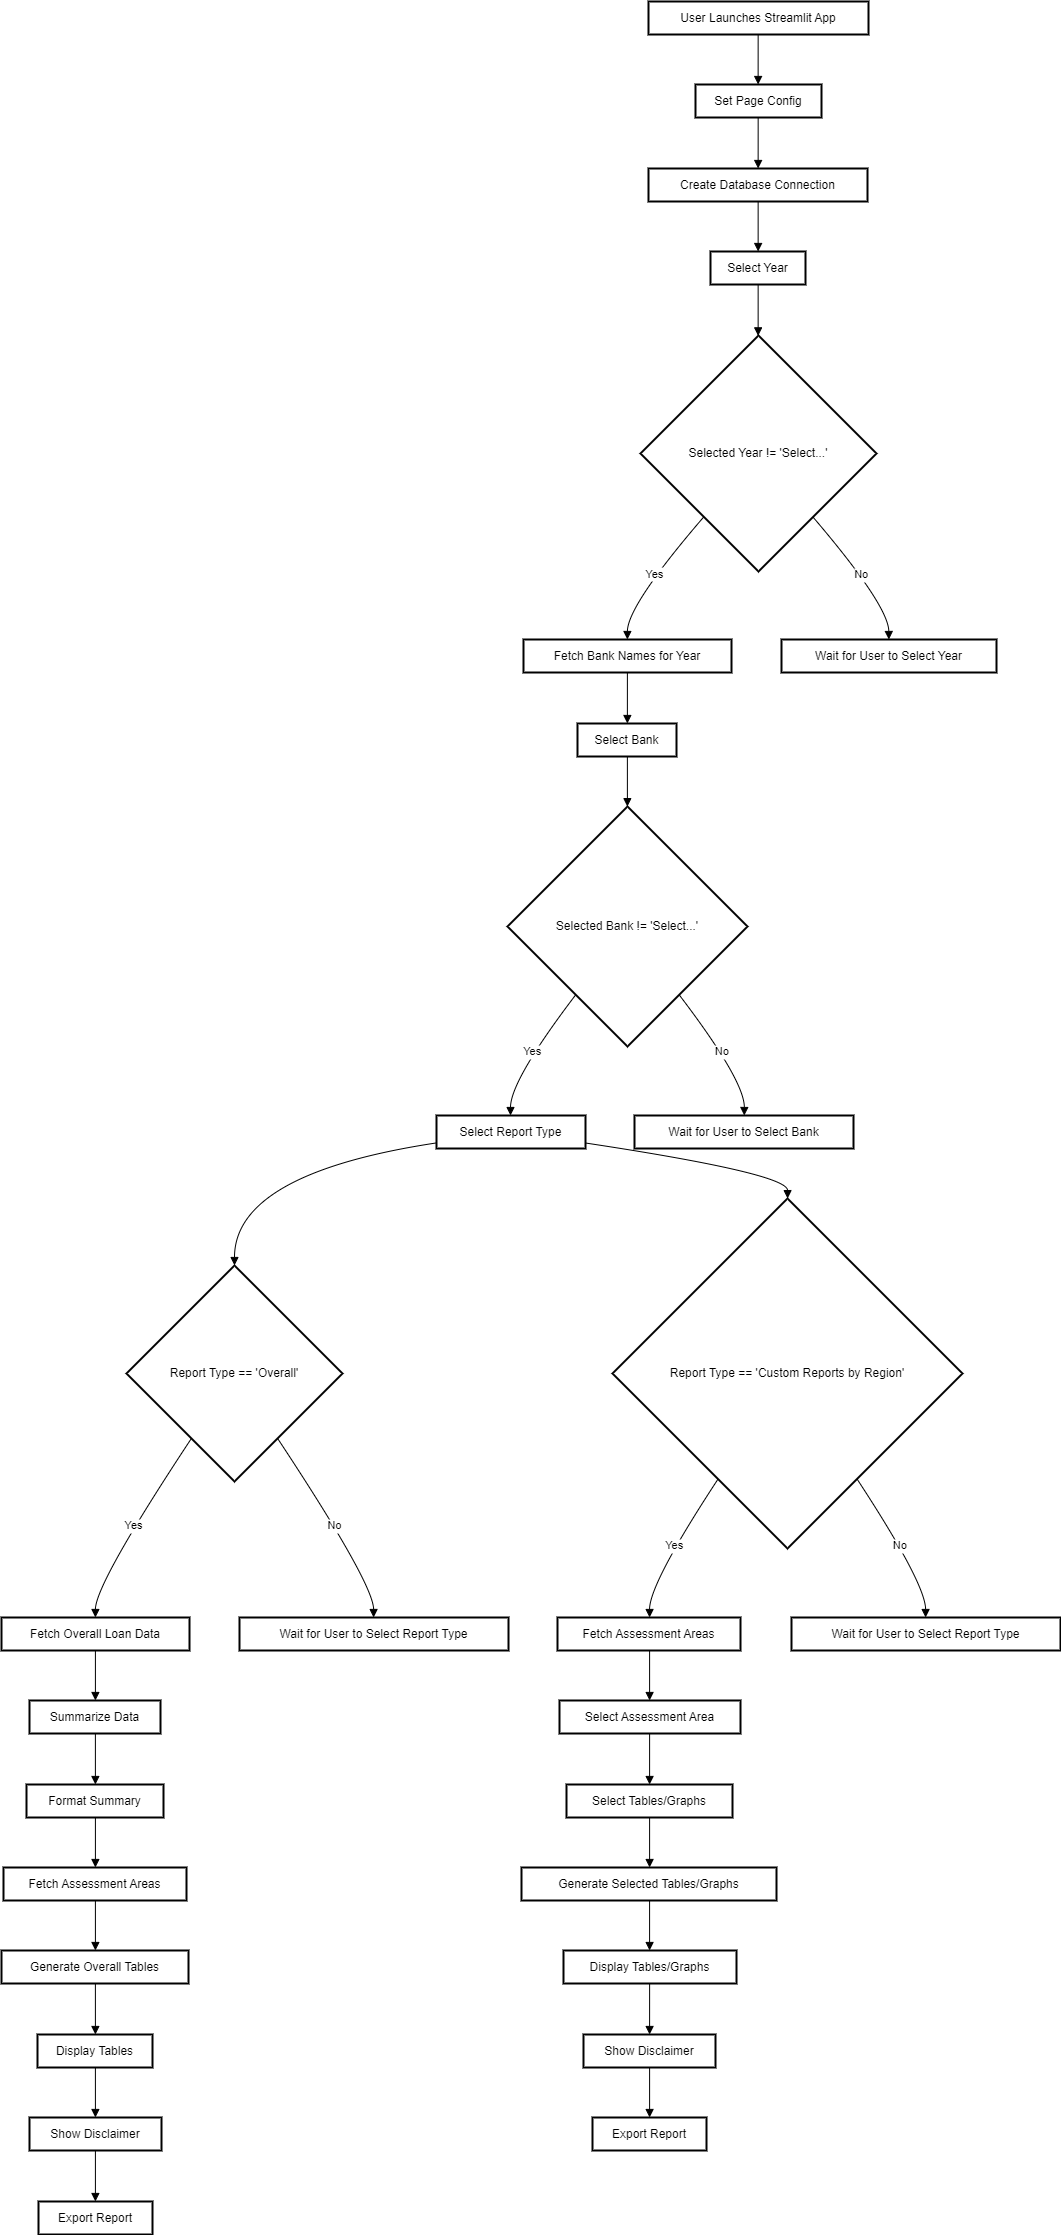 User Launches Streamlit App
Set Page Config
Create Database Connection
Select Year
Selected Year != 'Select...'
Yes
No
Fetch Bank Names for Year
Wait for User to Select Year
Select Bank
Selected Bank != 'Select...'
Yes
No
Select Report Type
Wait for User to Select Bank
Report Type == 'Overall'
Report Type == 'Custom Reports by Region'
Yes
No
Yes
No
Fetch Overall Loan Data
Wait for User to Select Report Type
Fetch Assessment Areas
Wait for User to Select Report Type
Summarize Data
Select Assessment Area
Format Summary
Select Tables/Graphs
Fetch Assessment Areas
Generate Selected Tables/Graphs
Generate Overall Tables
Display Tables/Graphs
Display Tables
Show Disclaimer
Show Disclaimer
Export Report
Export Report